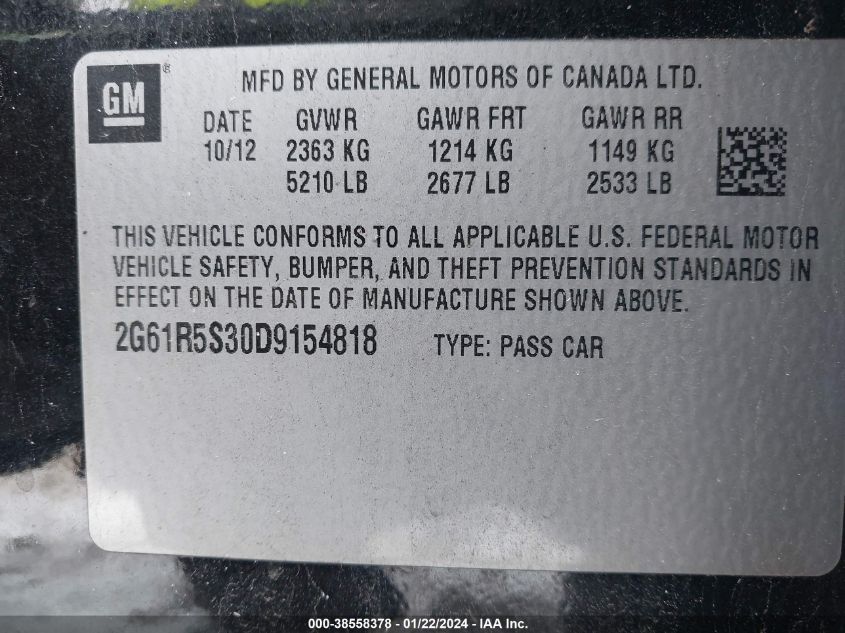 GM ®
MFD BY GENERAL MOTORS OF CANADA LTD.
DATE GVWR GAWR FRT GAWR RR
10/12 2363 KG 1214 KG 1149 KG
5210 LB 2677 LB 2533 LB
THIS VEHICLE CONFORMS TO ALL APPLICABLE U.S. FEDERAL MOTOR
VEHICLE SAFETY, BUMPER, AND THEFT PREVENTION STANDARDS IN
EFFECT ON THE DATE OF MANUFACTURE SHOWN ABOVE.
2G61R5S30D9154818 TYPE: PASS CAR
000-38558378 - 01/22/2024 - IAA Inc.